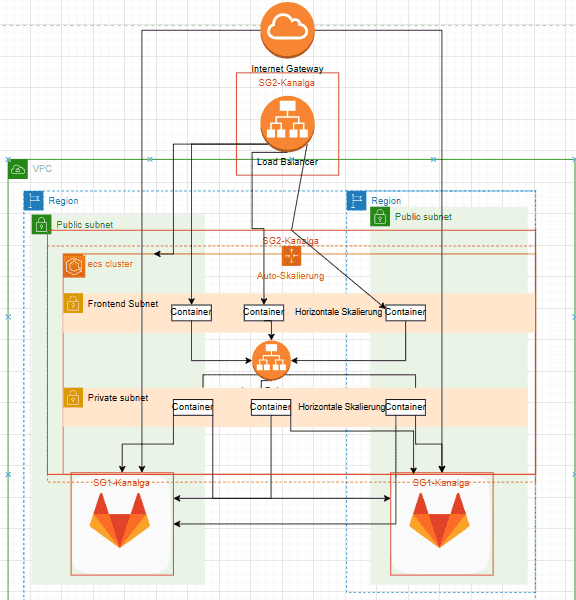 Internet Gateway
SG2-Kanalga
Load Balancer
VPC
Region
Region
Public subnet
Public subnet
SG2-Kanalga
ecs cluster
Auto-Skalierung
Frontend Subnet
Container
Container
Horizontale Skalierung
Container
Private subnet
Container
Container
Horizontale Skalierung
Container
SG1-Kanalga
SG1-Kanalga